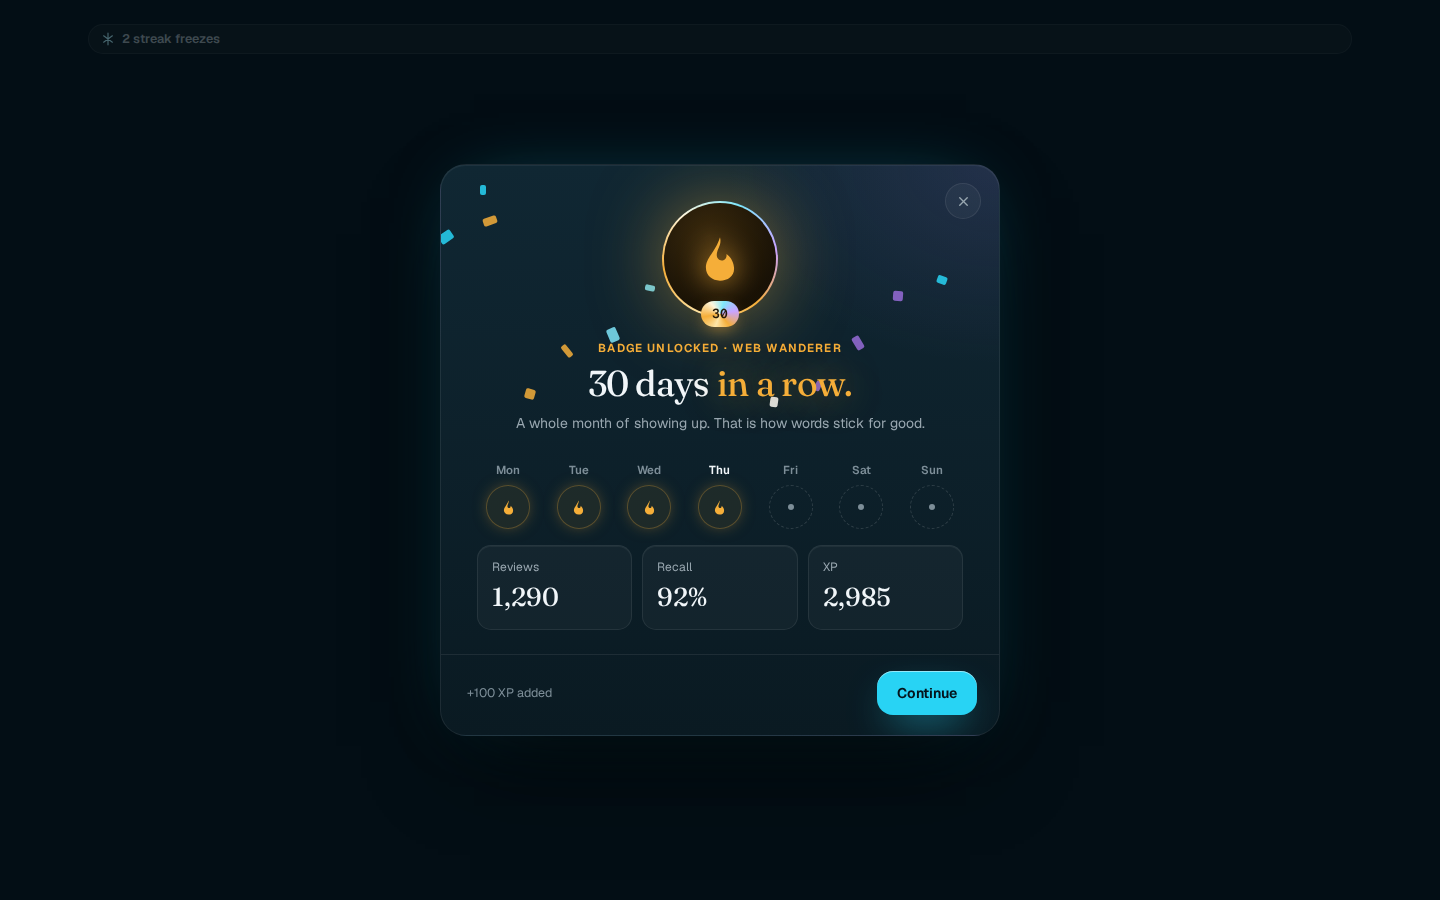 2 streak freezes
30
BADGE UNLOCKED · WEB WANDERER
30 days in a row.
A whole month of showing up. That is how words stick for good.
Mon Tue Wed Thu Fri Sat Sun
Reviews Recall XP
1,290 92% 2,985
+100 XP added Continue